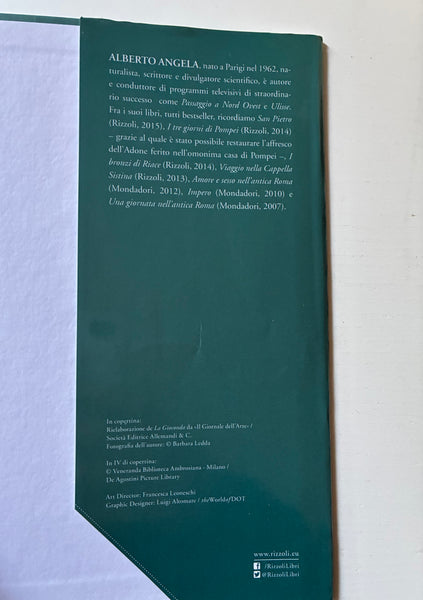 ALBERTO ANGELA, nato a Parigi nel 1962, na-
turalista, scrittore e divulgatore scientifico, è autore
e conduttore di programmi televisivi di straordina-
rio successo come Passaggio a Nord Ovest e Ulisse.
Fra i suoi libri, tutti bestseller, ricordiamo San Pietro
(Rizzoli, 2015), I tre giorni di Pompei (Rizzoli, 2014)
– grazie al quale è stato possibile restaurare l'affresco
dell'Adone ferito nell'omonima casa di Pompei –, I
bronzi di Riace (Rizzoli, 2014), Viaggio nella Cappella
Sistina (Rizzoli, 2013), Amore e sesso nell'antica Roma
(Mondadori, 2012), Impero (Mondadori, 2010) e
Una giornata nell'antica Roma (Mondadori, 2007).
In copertina:
Rielaborazione de La Gioconda da «Il Giornale dell'Arte» /
Società Editrice Allemandi & C.
Fotografia dell'autore: © Barbara Ledda
In IV di copertina:
© Veneranda Biblioteca Ambrosiana - Milano /
De Agostini Picture Library
Art Director: Francesca Leoneschi
Graphic Designer: Luigi Altomare / theWorldofDOT
www.rizzoli.eu
/RizzoliLibri
@RizzoliLibri